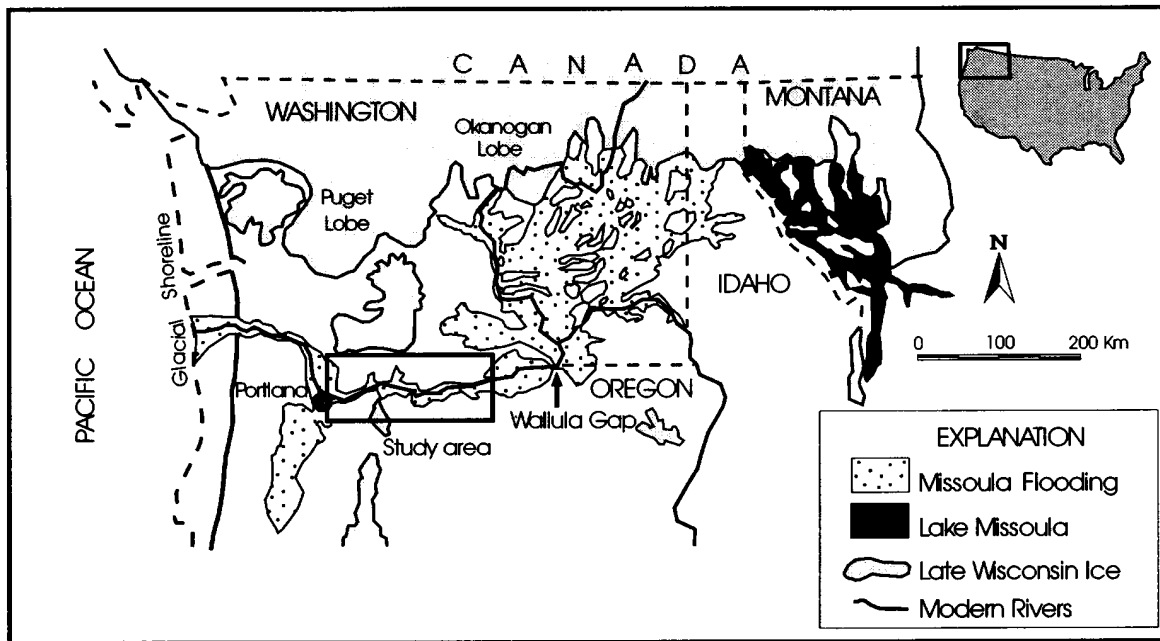 C A N A D A
WASHINGTON
MONTANA
Okanogan
Lobe
Puget
Lobe
PACIFIC OCEAN
Glacial Shoreline
IDAHO
N
0 100 200 Km
Portland
OREGON
Wallula Gap
Study area
EXPLANATION
Missoula Flooding
Lake Missoula
Late Wisconsin Ice
Modern Rivers